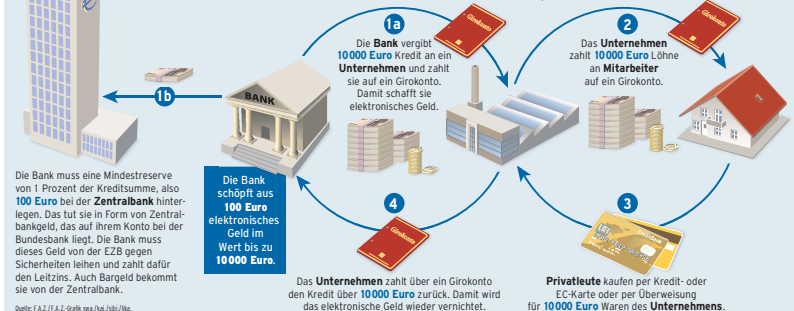 Girokonto
1a
Die Bank vergibt
10000 Euro Kredit an ein
Unternehmen und zahlt
sie auf ein Girokonto.
Damit schafft sie
elektronisches Geld.
Girokonto
2
Das Unternehmen
zahlt 10000 Euro Löhne
an Mitarbeiter
auf ein Girokonto.
1b
BANK
Die Bank muss eine Mindestreserve
von 1 Prozent der Kreditsumme, also
100 Euro bei der Zentralbank hinter-
legen. Das tut sie in Form von Zentral-
bankgeld, das auf ihrem Konto bei der
Bundesbank liegt. Die Bank muss
dieses Geld von der EZB gegen
Sicherheiten leihen und zahlt dafür
den Leitzins. Auch Bargeld bekommt
sie von der Zentralbank.
Quelle: F.A.Z./F.A.Z.-Grafik swa./kaj./sibi./lika.
Die Bank
schöpft aus
100 Euro
elektronisches
Geld im
Wert bis zu
10000 Euro.
4
Girokonto
Das Unternehmen zahlt über ein Girokonto
den Kredit über 10000 Euro zurück. Damit wird
das elektronische Geld wieder vernichtet.
3
Privatleute kaufen per Kredit- oder
EC-Karte oder per Überweisung
für 10000 Euro Waren des Unternehmens.